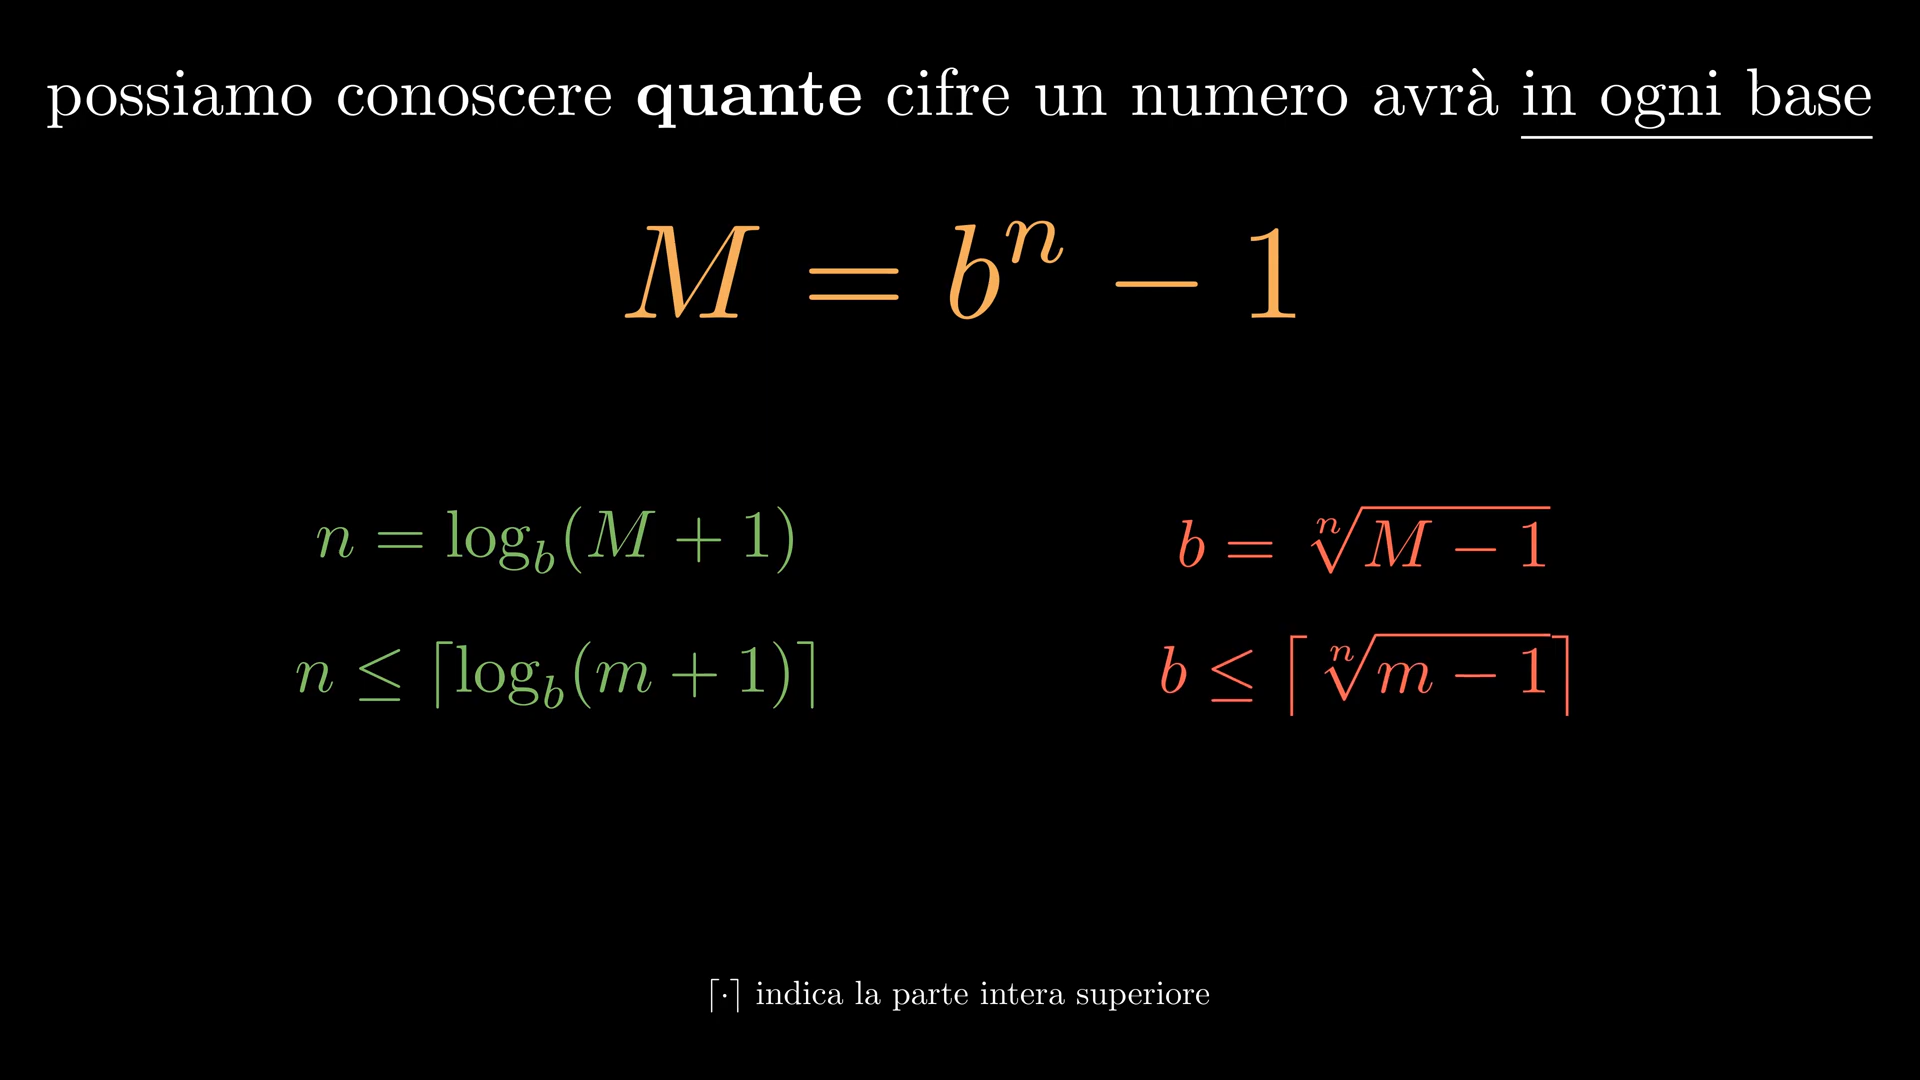 possiamo conoscere quante cifre un numero avrà in ogni base
M = bⁿ − 1
n = log_b(M + 1)
b = ⁿ√(M − 1)
n ≤ ⌈log_b(m + 1)⌉
b ≤ ⌈ⁿ√(m − 1)⌉
⌈·⌉ indica la parte intera superiore